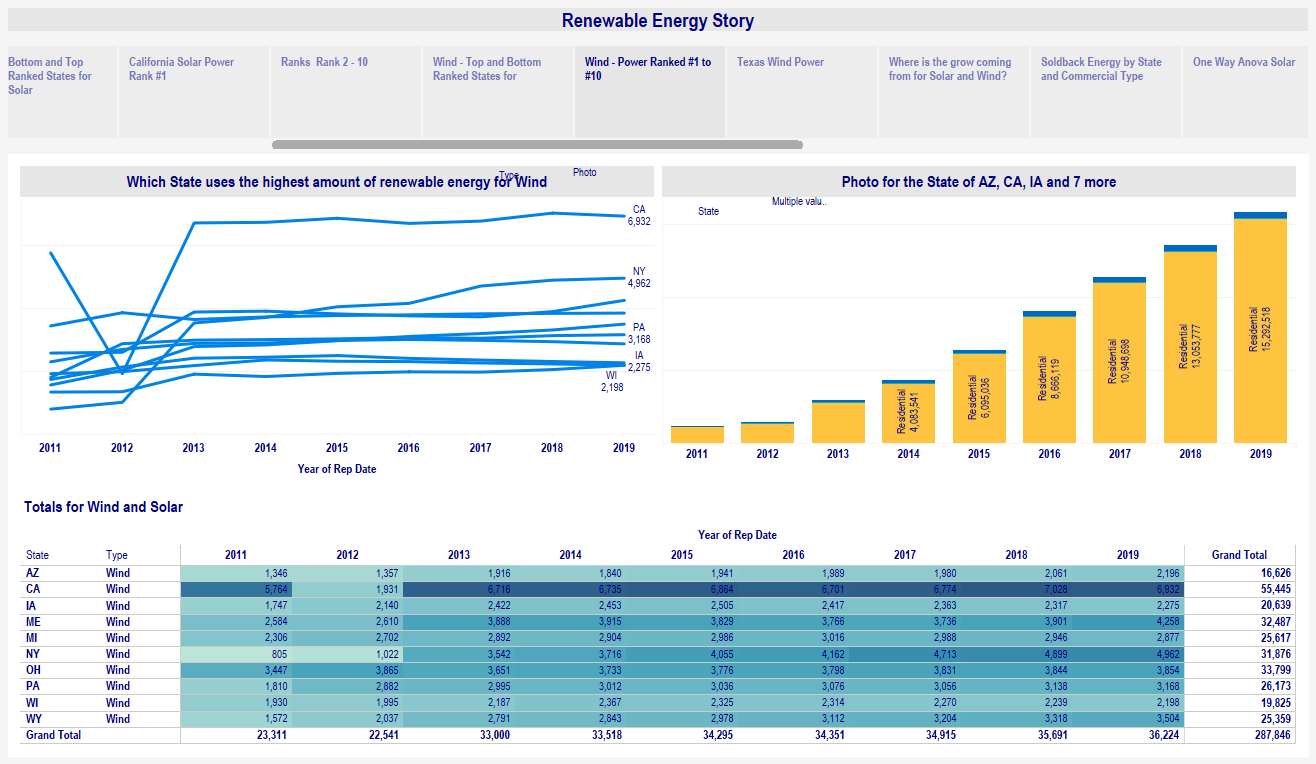 Renewable Energy Story
Bottom and Top
Ranked States for
Solar
California Solar Power
Rank #1
Ranks  Rank 2 - 10
Wind - Top and Bottom
Ranked States for
Wind - Power Ranked #1 to
#10
Texas Wind Power
Where is the grow coming
from for Solar and Wind?
Soldback Energy by State
and Commercial Type
One Way Anova Solar
Which State uses the highest amount of renewable energy for Wind
Type
Photo
CA
6,932
NY
4,962
PA
3,168
IA
2,275
WI
2,198
2011 2012 2013 2014 2015 2016 2017 2018 2019
Year of Rep Date
Photo for the State of AZ, CA, IA and 7 more
State
Multiple valu..
Residential
4,083,541
Residential
6,095,036
Residential
8,666,119
Residential
10,948,698
Residential
13,053,777
Residential
15,292,518
2011 2012 2013 2014 2015 2016 2017 2018 2019
Totals for Wind and Solar
Year of Rep Date
State Type 2011 2012 2013 2014 2015 2016 2017 2018 2019 Grand Total
AZ Wind 1,346 1,357 1,916 1,840 1,941 1,989 1,980 2,061 2,196 16,626
CA Wind 5,764 1,931 6,716 6,735 6,864 6,701 6,774 7,028 6,932 55,445
IA Wind 1,747 2,140 2,422 2,453 2,505 2,417 2,363 2,317 2,275 20,639
ME Wind 2,584 2,610 3,888 3,915 3,829 3,766 3,736 3,901 4,258 32,487
MI Wind 2,306 2,702 2,892 2,904 2,986 3,016 2,988 2,946 2,877 25,617
NY Wind 805 1,022 3,542 3,716 4,055 4,162 4,713 4,899 4,962 31,876
OH Wind 3,447 3,865 3,651 3,733 3,776 3,798 3,831 3,844 3,854 33,799
PA Wind 1,810 2,882 2,995 3,012 3,036 3,076 3,056 3,138 3,168 26,173
WI Wind 1,930 1,995 2,187 2,367 2,325 2,314 2,270 2,239 2,198 19,825
WY Wind 1,572 2,037 2,791 2,843 2,978 3,112 3,204 3,318 3,504 25,359
Grand Total 23,311 22,541 33,000 33,518 34,295 34,351 34,915 35,691 36,224 287,846